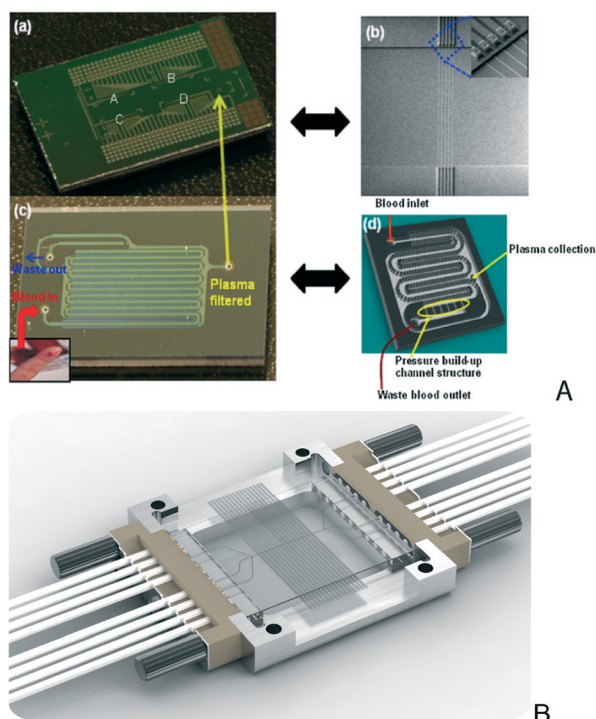 (a)
A
B
C
D
(b)
(c)
Waste out
Blood in
Plasma
filtered
Blood inlet
(d)
Plasma collection
Pressure build-up
channel structure
Waste blood outlet
A
B